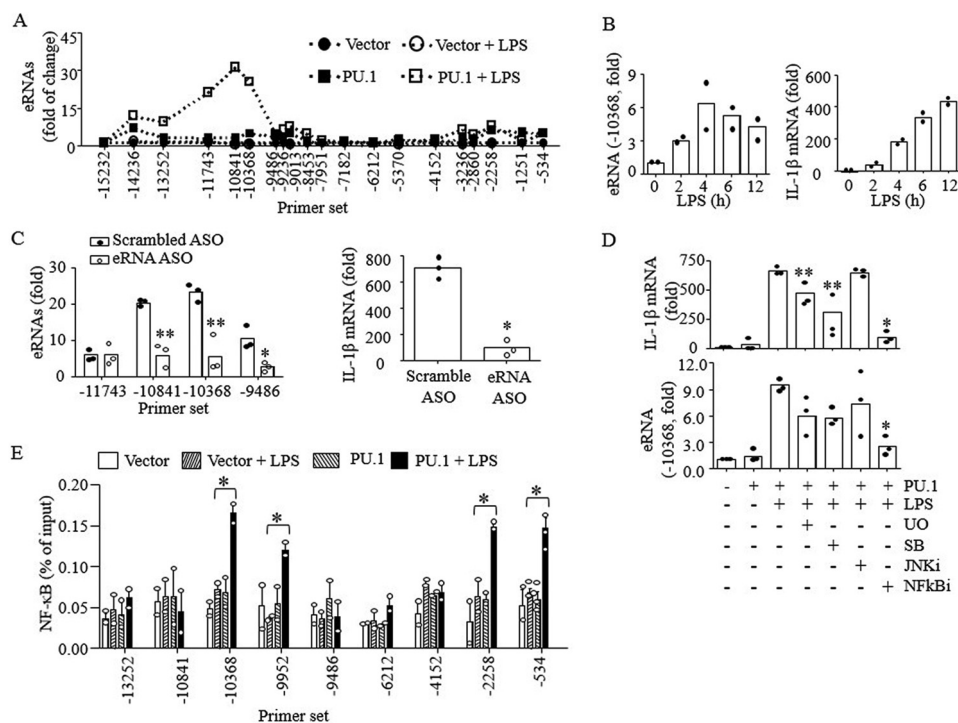 A
eRNAs
(fold of change)
45
30
15
0
Vector
Vector + LPS
PU.1
PU.1 + LPS
-15232
-14236
-13252
-11743
-10841
-10368
-9486
-9236
-9013
-8453
-7951
-7182
-6212
-5370
-4152
-3236
-2860
-2258
-1251
-534
Primer set
B
eRNA (-10368, fold)
9
6
3
0
0 2 4 6 12
LPS (h)
IL-1β mRNA (fold)
600
400
200
0
0 2 4 6 12
LPS (h)
C
Scrambled ASO
eRNA ASO
eRNAs (fold)
30
20
10
0
** ** *
-11743 -10841 -10368 -9486
Primer set
IL-1β mRNA (fold)
800
600
400
200
0
*
Scramble
ASO
eRNA
ASO
D
IL-1β mRNA
(fold)
750
500
250
0
** ** *
eRNA
(-10368, fold)
12.0
9.0
6.0
3.0
0.0
*
- + + + + + + PU.1
- - + + + + + LPS
- - - + - - - UO
- - - - + - - SB
- - - - - + - JNKi
- - - - - - + NFkBi
E
Vector
Vector + LPS
PU.1
PU.1 + LPS
NF-κB (% of input)
0.20
0.15
0.10
0.05
0.00
* * * *
-13252
-10841
-10368
-9952
-9486
-6212
-4152
-2258
-534
Primer set